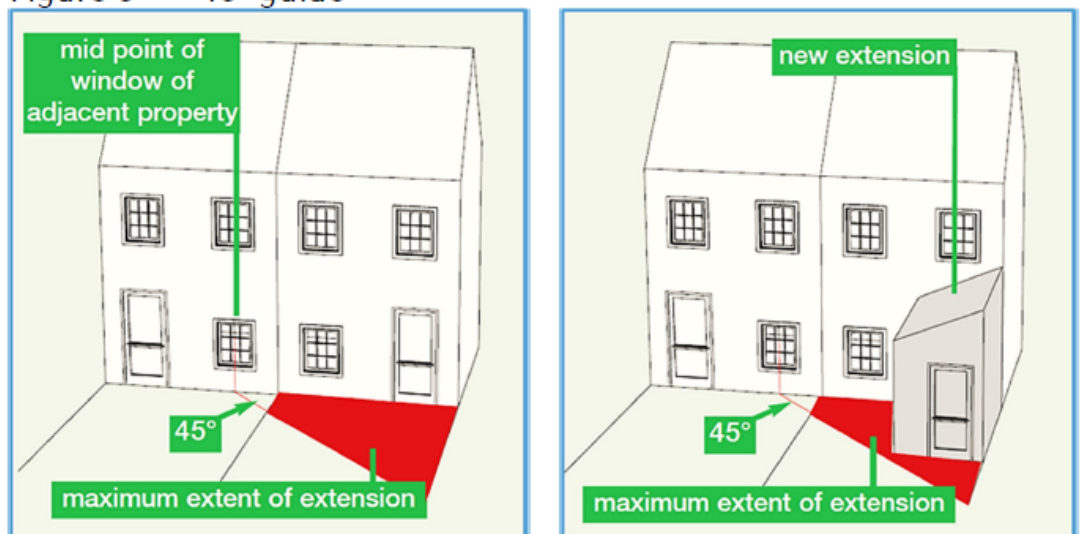 mid point of
window of
adjacent property
45°
maximum extent of extension
new extension
45°
maximum extent of extension